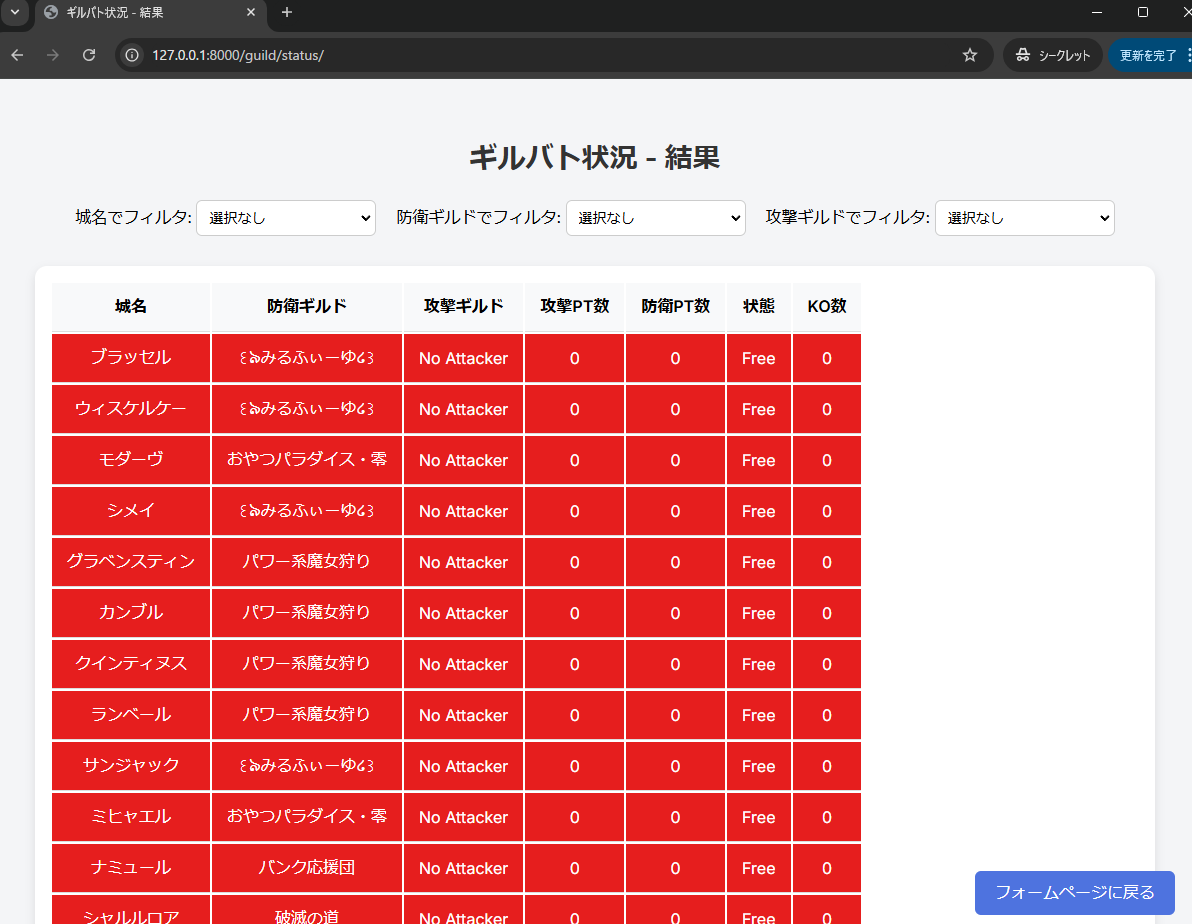 ギルバト状況 - 結果
127.0.0.1:8000/guild/status/
シークレット
更新を完了
ギルバト状況 - 結果
城名でフィルタ: 選択なし 防衛ギルドでフィルタ: 選択なし 攻撃ギルドでフィルタ: 選択なし
城名 防衛ギルド 攻撃ギルド 攻撃PT数 防衛PT数 状態 KO数
ブラッセル ꒰ঌみるふぃーゆ໒꒱ No Attacker 0 0 Free 0
ウィスケルケー ꒰ঌみるふぃーゆ໒꒱ No Attacker 0 0 Free 0
モダーヴ おやつパラダイス・零 No Attacker 0 0 Free 0
シメイ ꒰ঌみるふぃーゆ໒꒱ No Attacker 0 0 Free 0
グラベンスティン パワー系魔女狩り No Attacker 0 0 Free 0
カンブル パワー系魔女狩り No Attacker 0 0 Free 0
クインティヌス パワー系魔女狩り No Attacker 0 0 Free 0
ランベール パワー系魔女狩り No Attacker 0 0 Free 0
サンジャック ꒰ঌみるふぃーゆ໒꒱ No Attacker 0 0 Free 0
ミヒャエル おやつパラダイス・零 No Attacker 0 0 Free 0
ナミュール バンク応援団 No Attacker 0 0 Free 0
シャルルロア 破滅の道 No Attacker 0 0 Free 0
フォームページに戻る